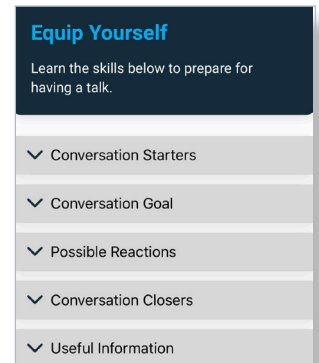 Equip Yourself
Learn the skills below to prepare for
having a talk.
Conversation Starters
Conversation Goal
Possible Reactions
Conversation Closers
Useful Information